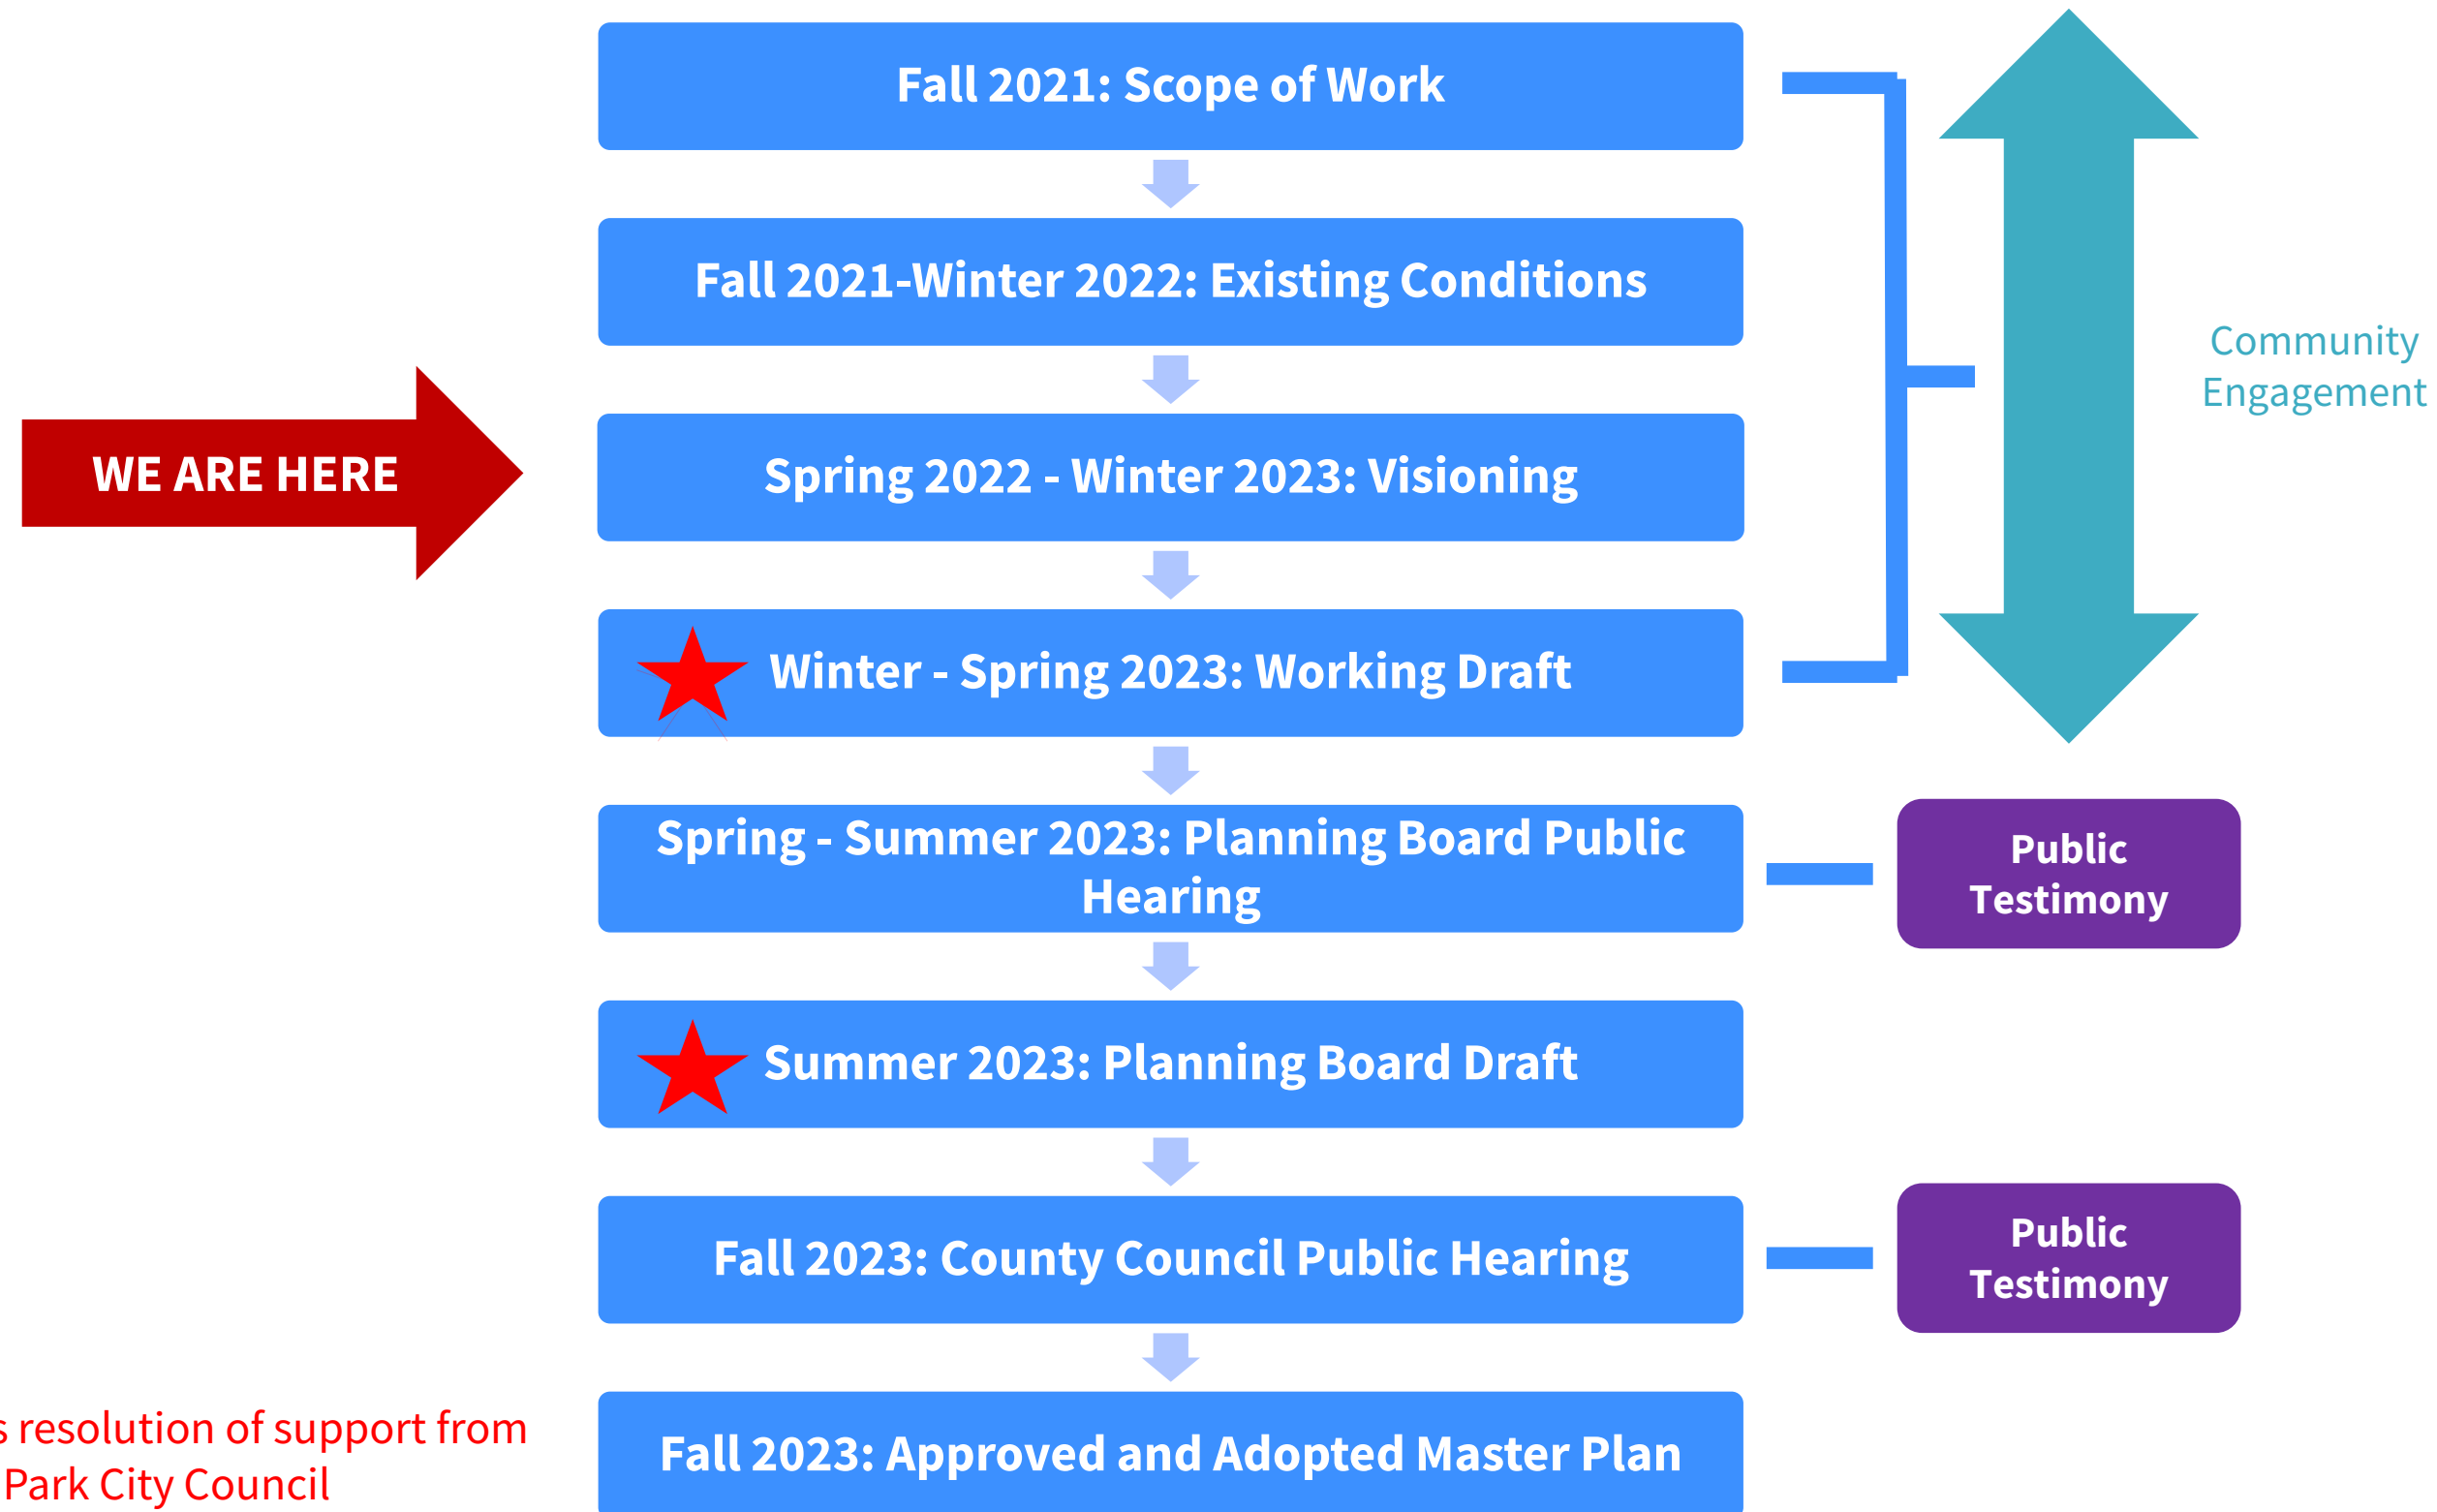 Fall 2021: Scope of Work
Fall 2021-Winter 2022: Existing Conditions
Community
Engagement
WE ARE HERE
Spring 2022 - Winter 2023: Visioning
Winter - Spring 2023: Working Draft
Spring - Summer 2023: Planning Board Public
Hearing
Public
Testimony
Summer 2023: Planning Board Draft
Fall 2023: County Council Public Hearing
Public
Testimony
resolution of support from
Park City Council
Fall 2023: Approved and Adopted Master Plan